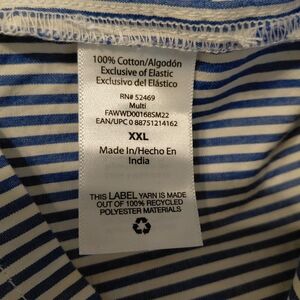 100% Cotton/Algodón
Exclusive of Elastic
Exclusivo del Elástico
RN# 52469
Multi
FAWWD00168SM22
EAN/UPC 0 88751214162
XXL
Made In/Hecho En
India
THIS LABEL YARN IS MADE
OUT OF 100% RECYCLED
POLYESTER MATERIALS